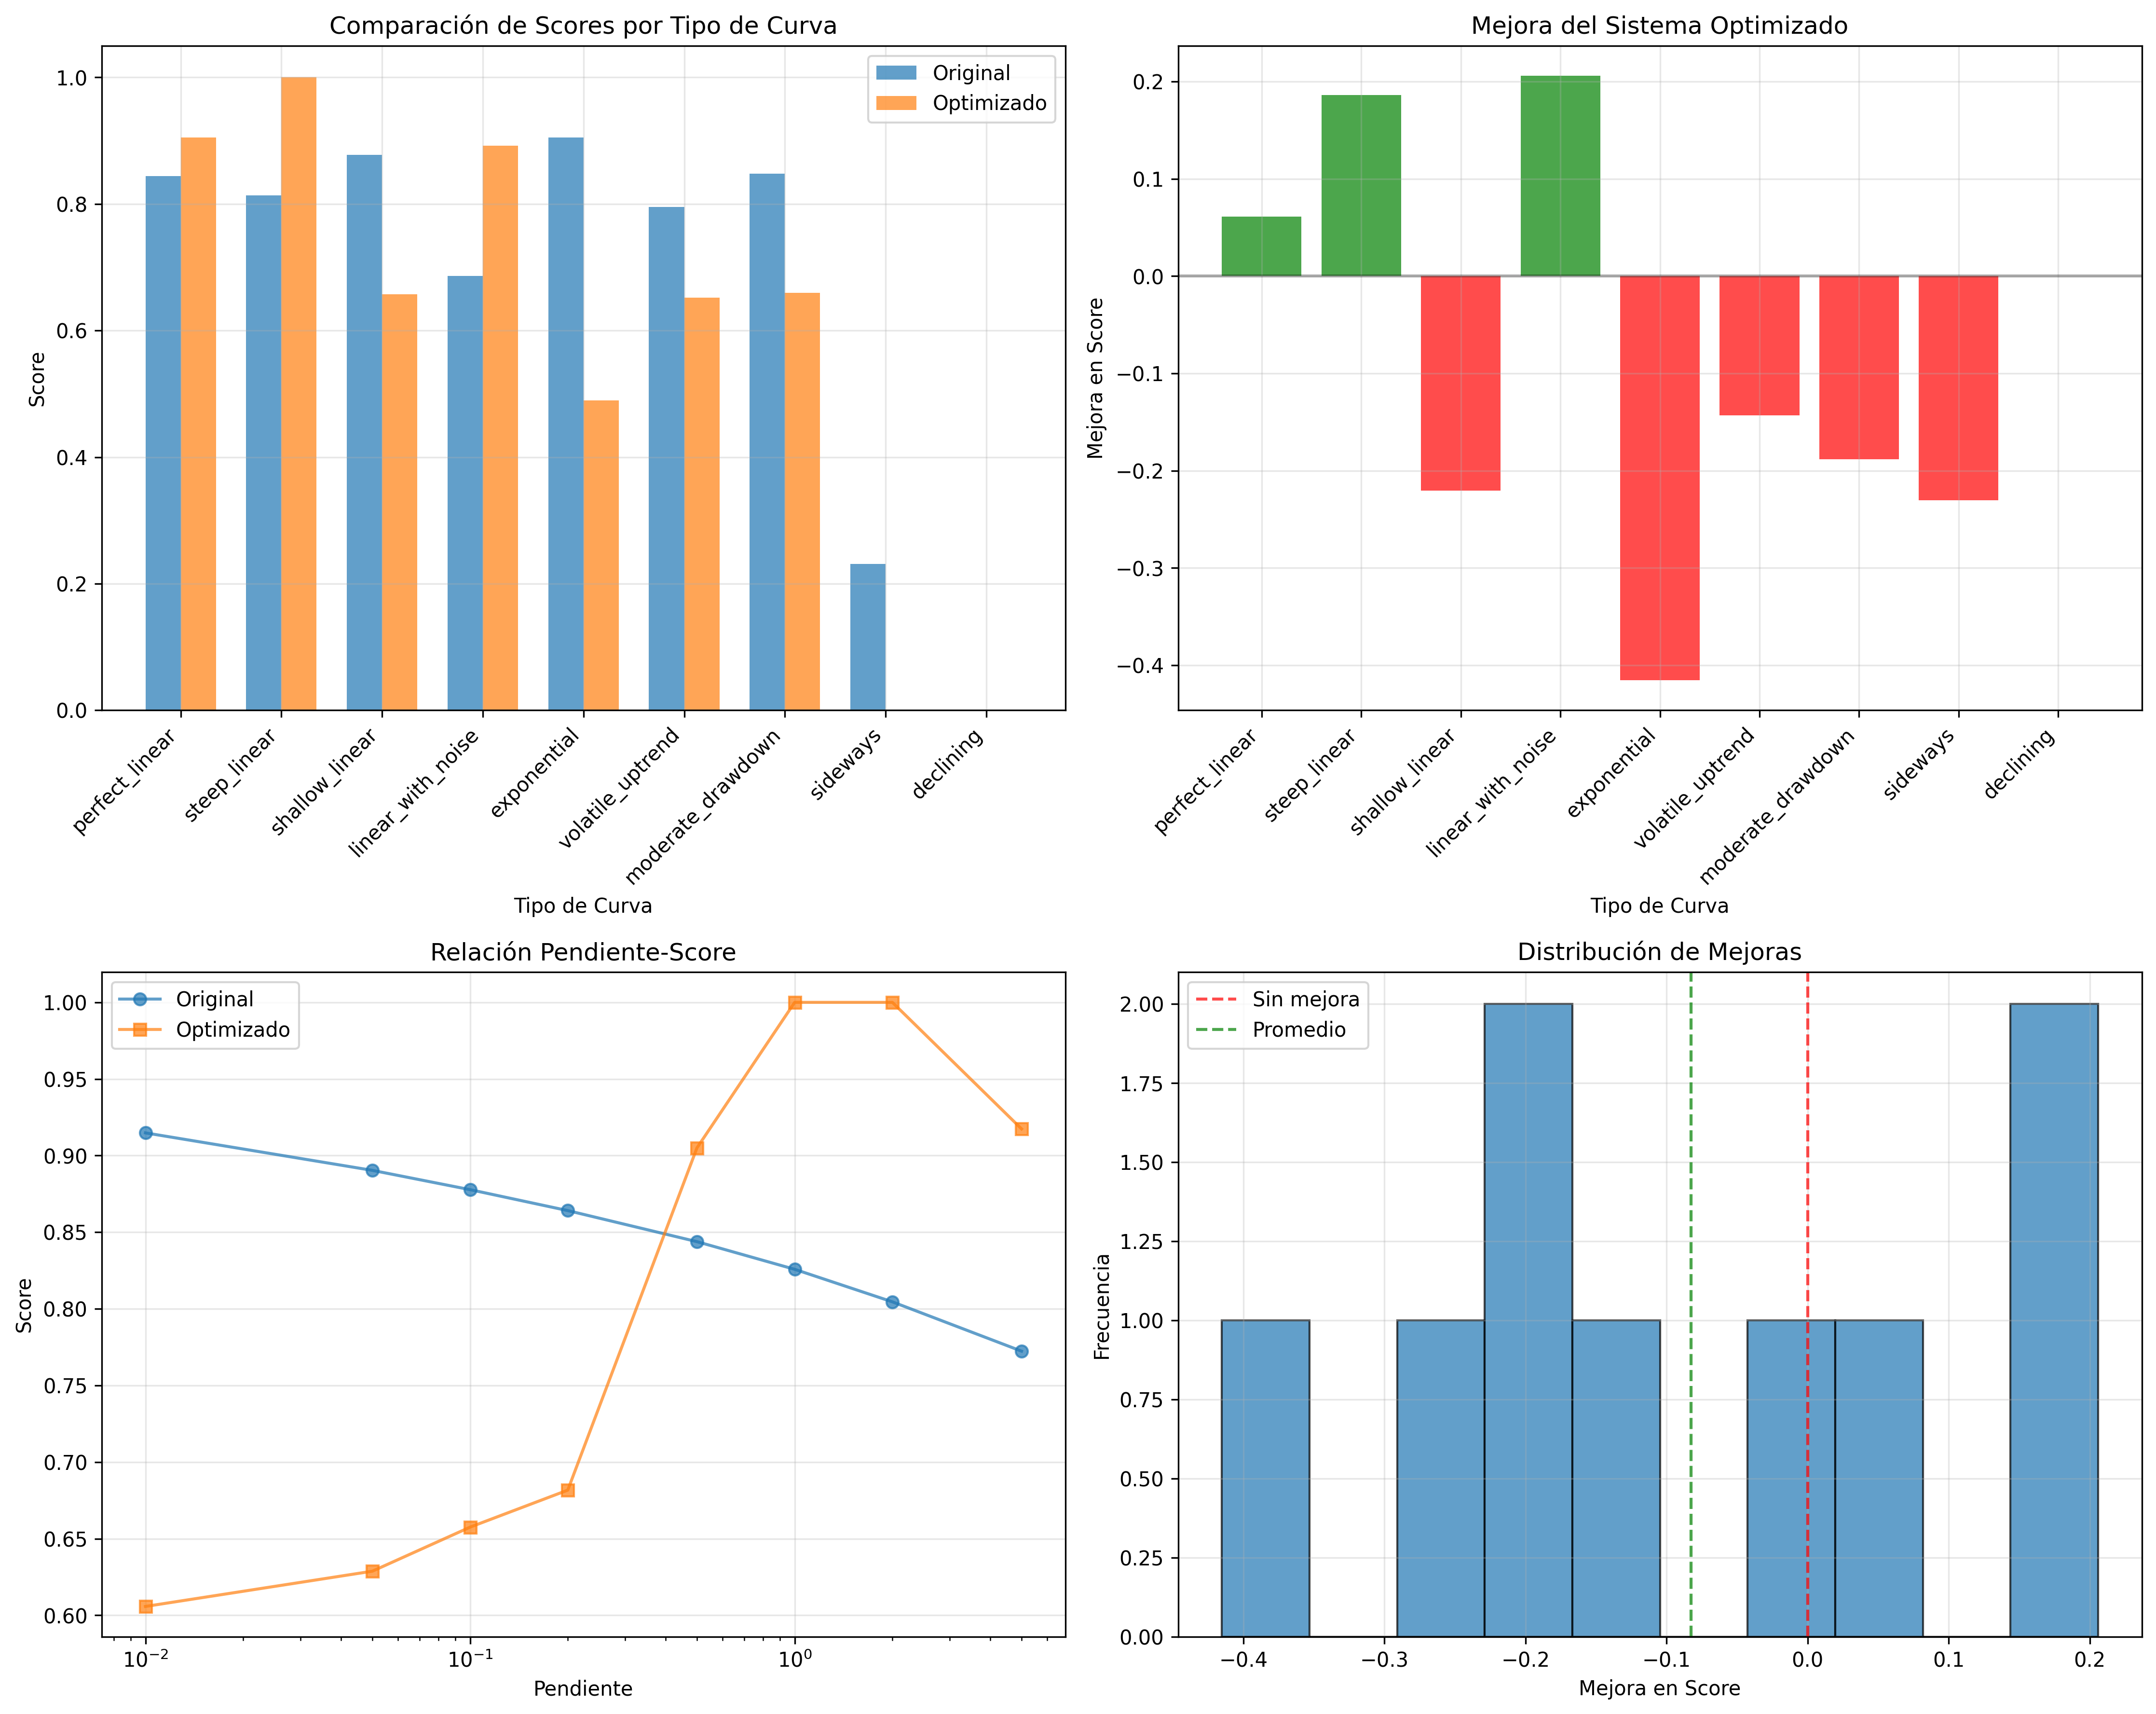 Comparación de Scores por Tipo de Curva
Original
Optimizado
1.0
0.8
0.6
0.4
0.2
0.0
Score
perfect_linear
steep_linear
shallow_linear
linear_with_noise
exponential
volatile_uptrend
moderate_drawdown
sideways
declining
Tipo de Curva
Mejora del Sistema Optimizado
0.2
0.1
0.0
−0.1
−0.2
−0.3
−0.4
Mejora en Score
perfect_linear
steep_linear
shallow_linear
linear_with_noise
exponential
volatile_uptrend
moderate_drawdown
sideways
declining
Tipo de Curva
Relación Pendiente-Score
Original
Optimizado
1.00
0.95
0.90
0.85
0.80
0.75
0.70
0.65
0.60
Score
10⁻² 10⁻¹ 10⁰
Pendiente
Distribución de Mejoras
Sin mejora
Promedio
2.00
1.75
1.50
1.25
1.00
0.75
0.50
0.25
0.00
Frecuencia
−0.4 −0.3 −0.2 −0.1 0.0 0.1 0.2
Mejora en Score